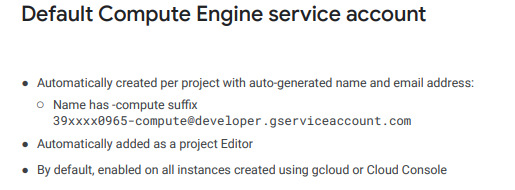 Default Compute Engine service account
● Automatically created per project with auto-generated name and email address:
○ Name has -compute suffix
39xxxx0965-compute@developer.gserviceaccount.com
● Automatically added as a project Editor
● By default, enabled on all instances created using gcloud or Cloud Console